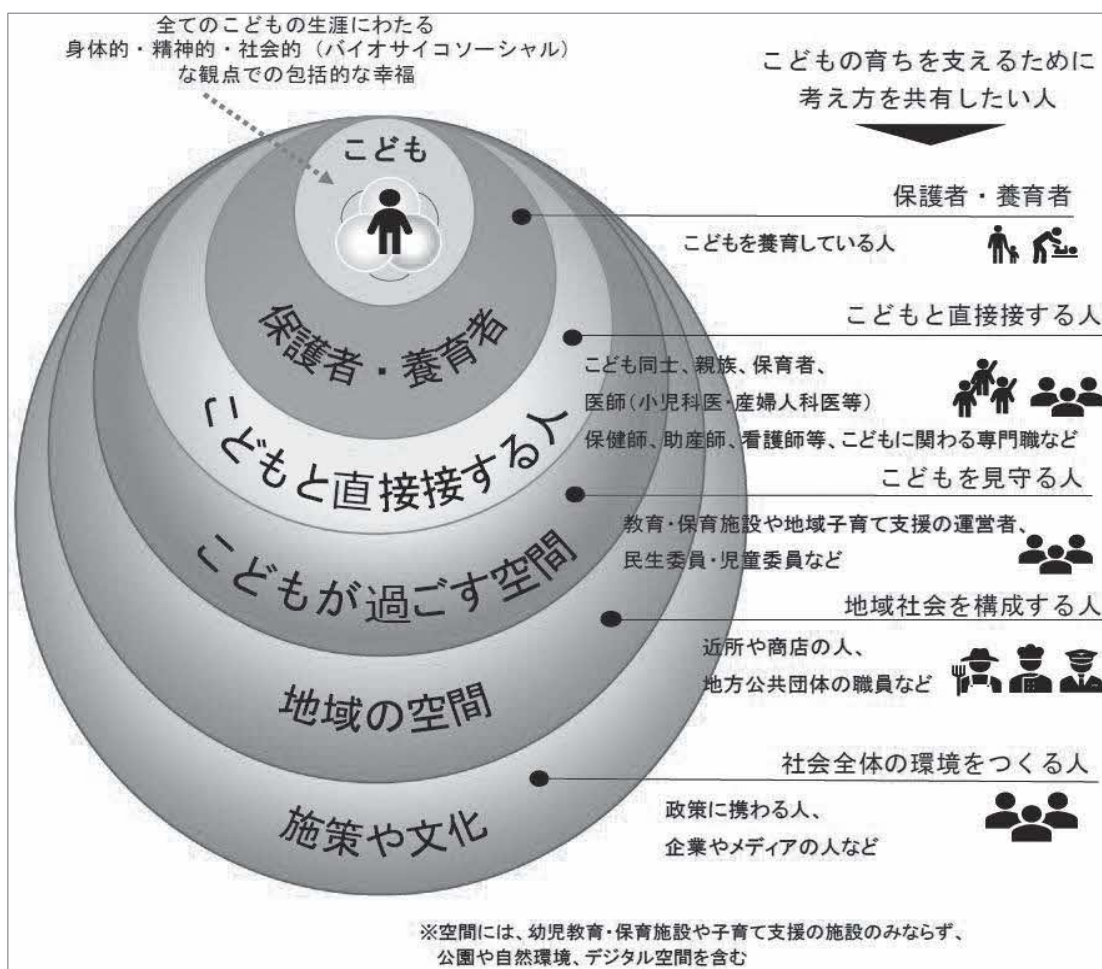 全てのこどもの生涯にわたる
身体的・精神的・社会的（バイオサイコソーシャル）
な観点での包括的な幸福
こどもの育ちを支えるために
考え方を共有したい人
こども
保護者・養育者
こどもと直接接する人
こどもが過ごす空間
地域の空間
施策や文化
保護者・養育者
こどもを養育している人
こどもと直接接する人
こども同士、親族、保育者、
医師（小児科医・産婦人科医等）
保健師、助産師、看護師等、こどもに関わる専門職など
こどもを見守る人
教育・保育施設や地域子育て支援の運営者、
民生委員・児童委員など
地域社会を構成する人
近所や商店の人、
地方公共団体の職員など
社会全体の環境をつくる人
政策に携わる人、
企業やメディアの人など
※空間には、幼児教育・保育施設や子育て支援の施設のみならず、
公園や自然環境、デジタル空間を含む